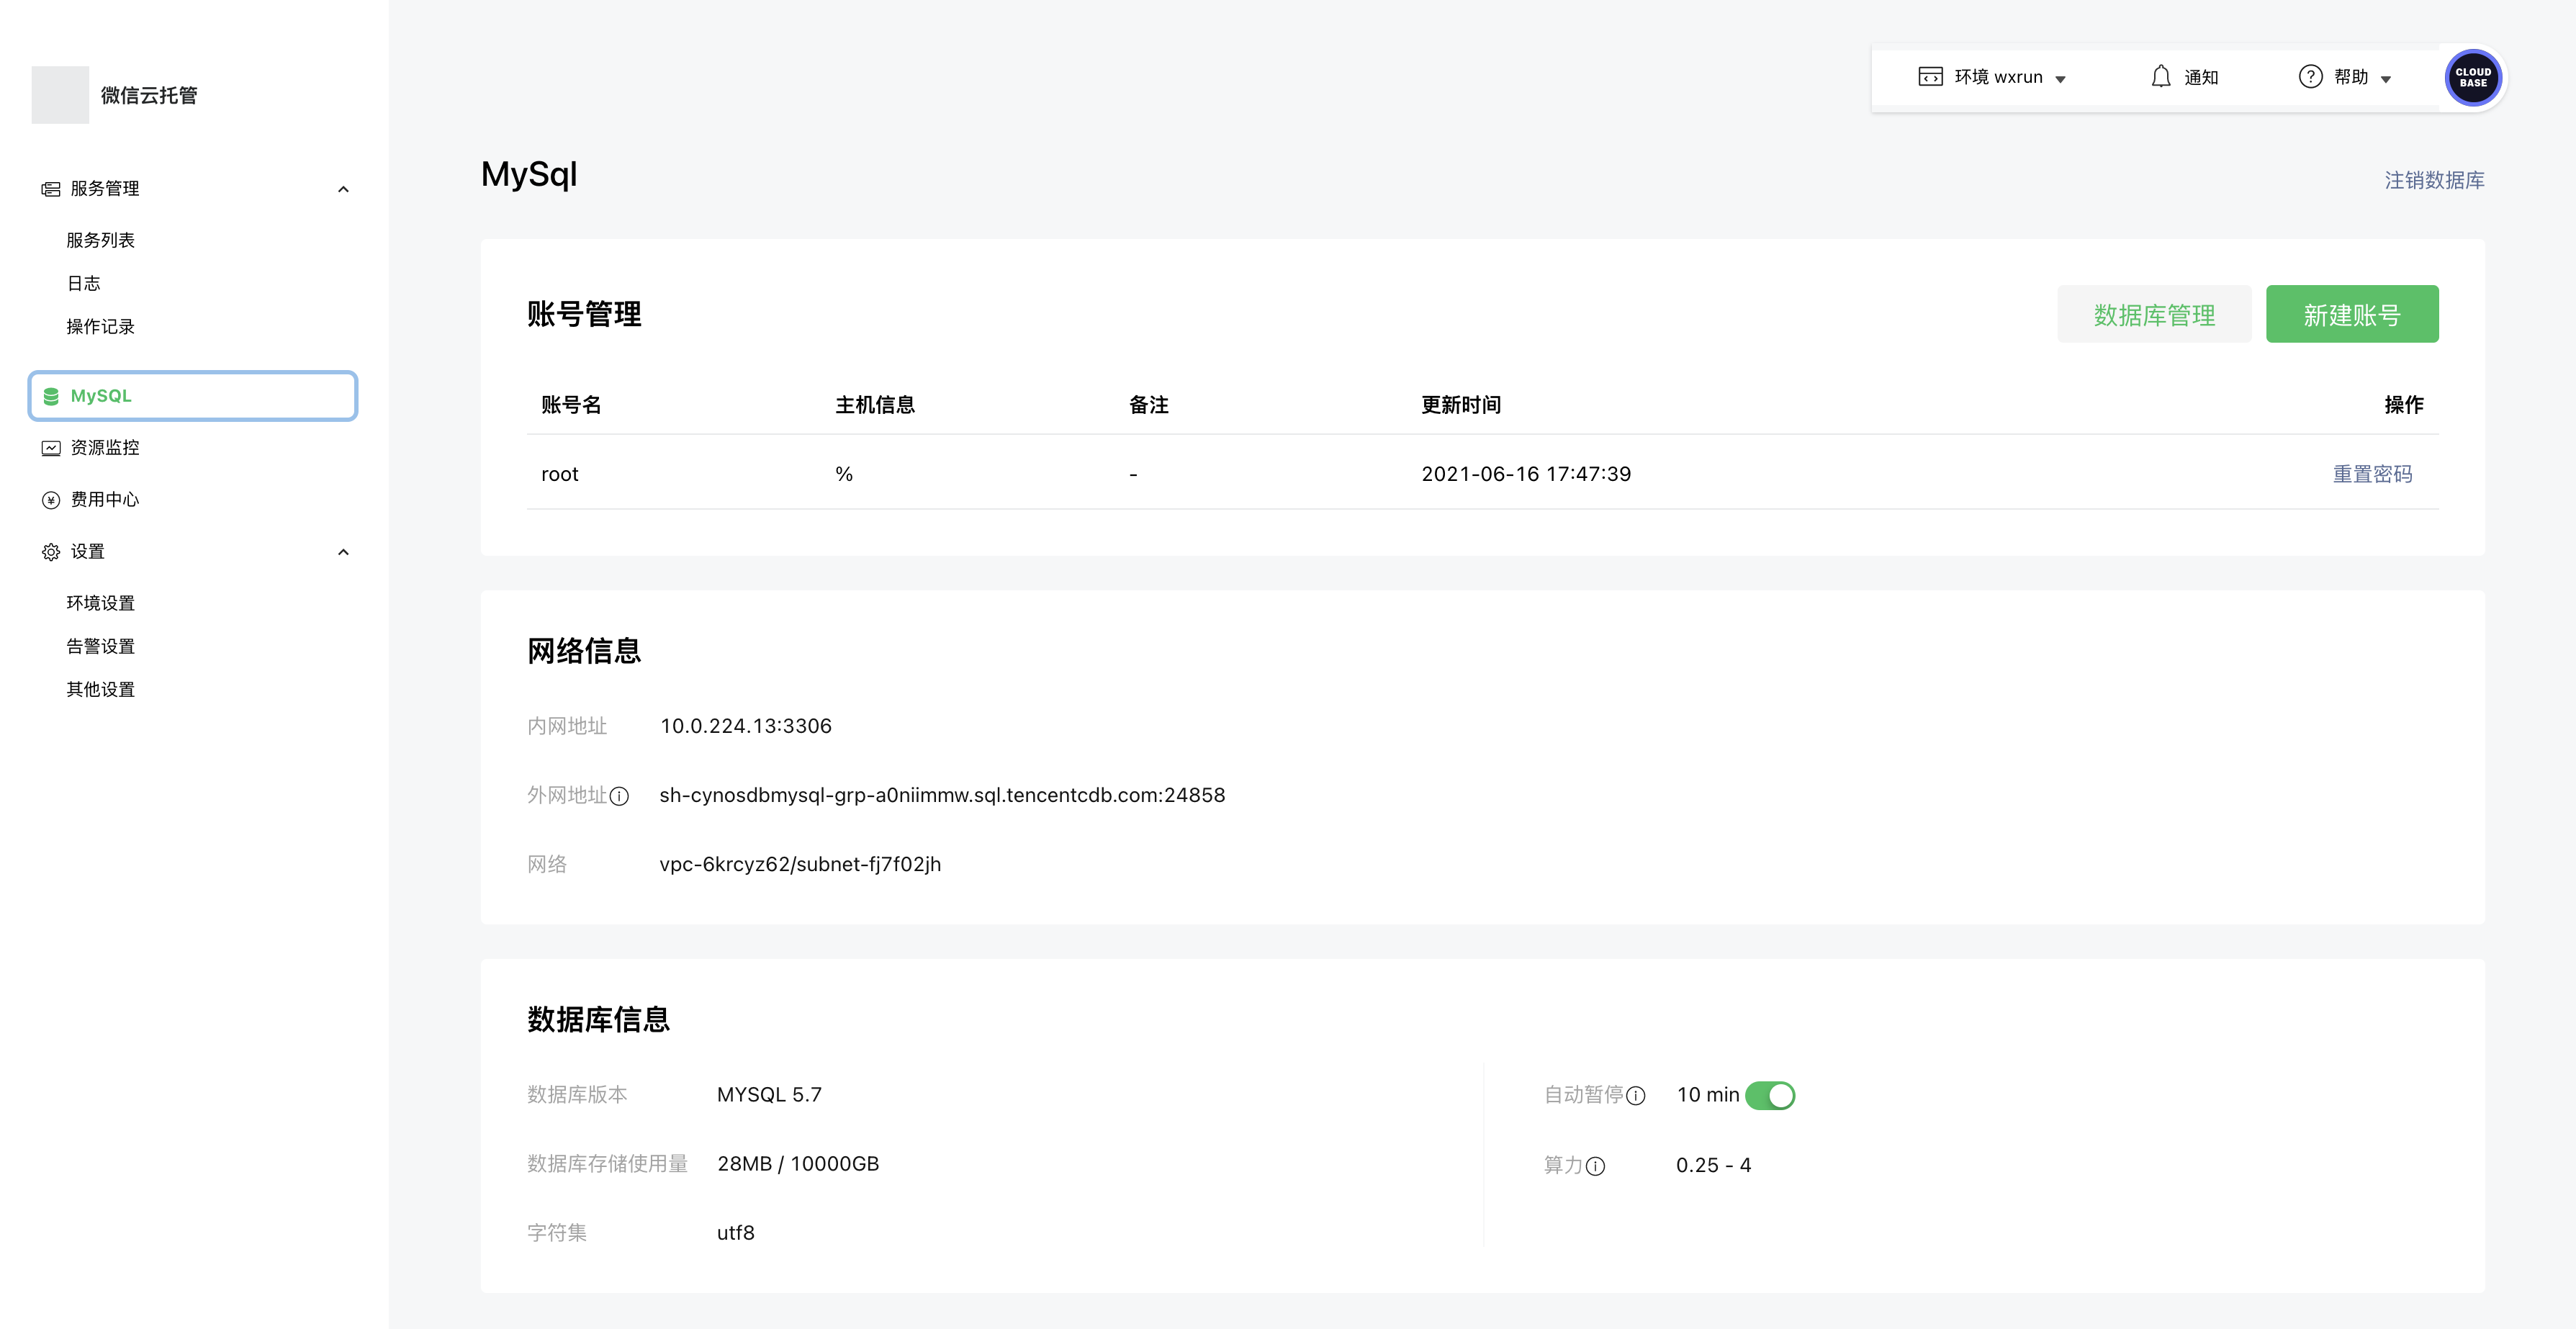 微信云托管
环境 wxrun
通知
帮助
CLOUD
BASE
服务管理
服务列表
日志
操作记录
MySQL
资源监控
费用中心
设置
环境设置
告警设置
其他设置
MySql
注销数据库
账号管理
数据库管理
新建账号
账号名 主机信息 备注 更新时间 操作
root % - 2021-06-16 17:47:39 重置密码
网络信息
内网地址 10.0.224.13:3306
外网地址 sh-cynosdbmysql-grp-a0niimmw.sql.tencentcdb.com:24858
网络 vpc-6krcyz62/subnet-fj7f02jh
数据库信息
数据库版本 MYSQL 5.7
数据库存储使用量 28MB / 10000GB
字符集 utf8
自动暂停 10 min
算力 0.25 - 4